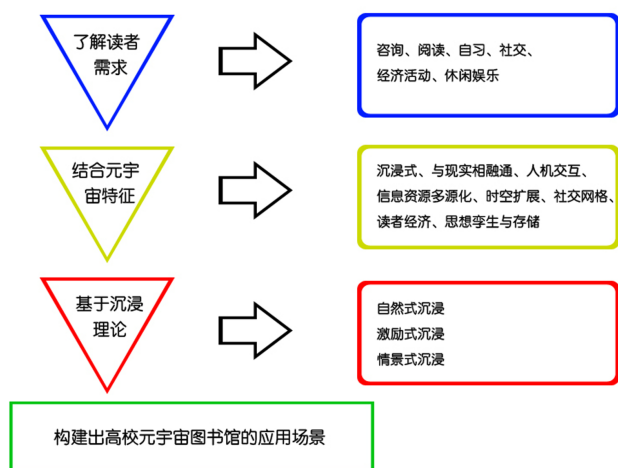 了解读者
需求
咨询、阅读、自习、社交、
经济活动、休闲娱乐
结合元宇
宙特征
沉浸式、与现实相融通、人机交互、
信息资源多源化、时空扩展、社交网格、
读者经济、思想孪生与存储
基于沉浸
理论
自然式沉浸
激励式沉浸
情景式沉浸
构建出高校元宇宙图书馆的应用场景